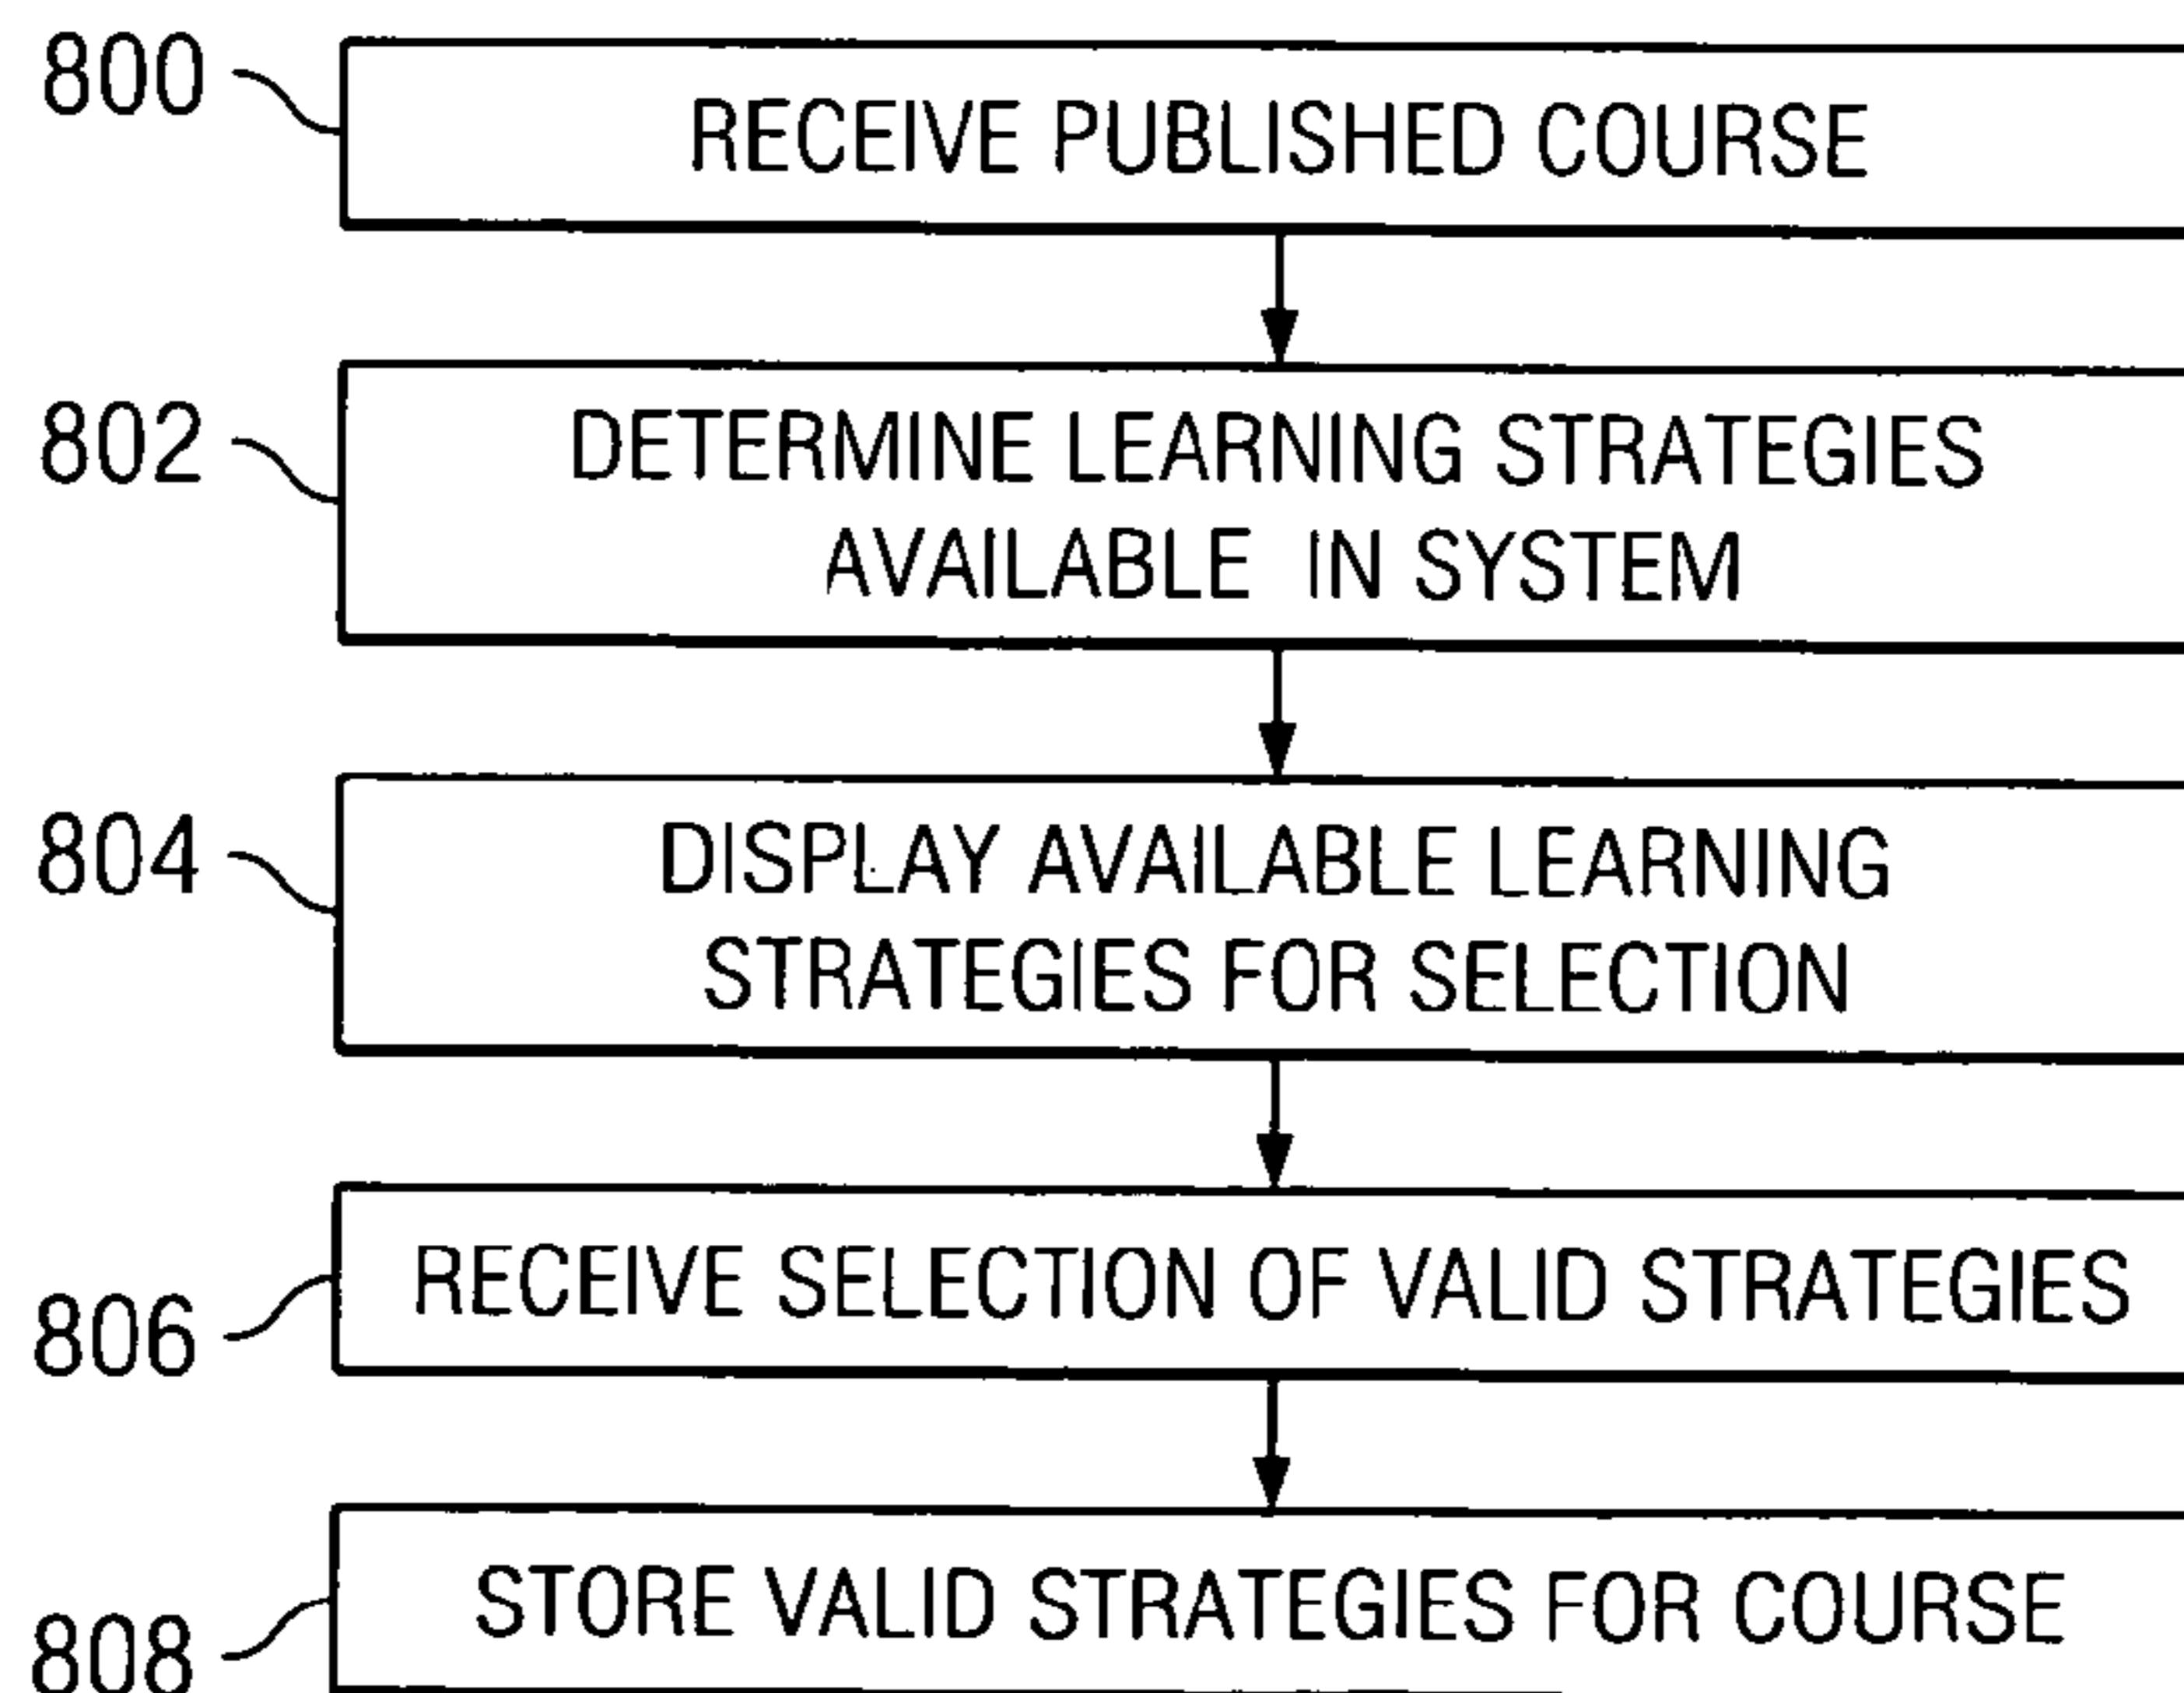 800
RECEIVE PUBLISHED COURSE
802
DETERMINE LEARNING STRATEGIES
AVAILABLE IN SYSTEM
804
DISPLAY AVAILABLE LEARNING
STRATEGIES FOR SELECTION
806
RECEIVE SELECTION OF VALID STRATEGIES
808
STORE VALID STRATEGIES FOR COURSE